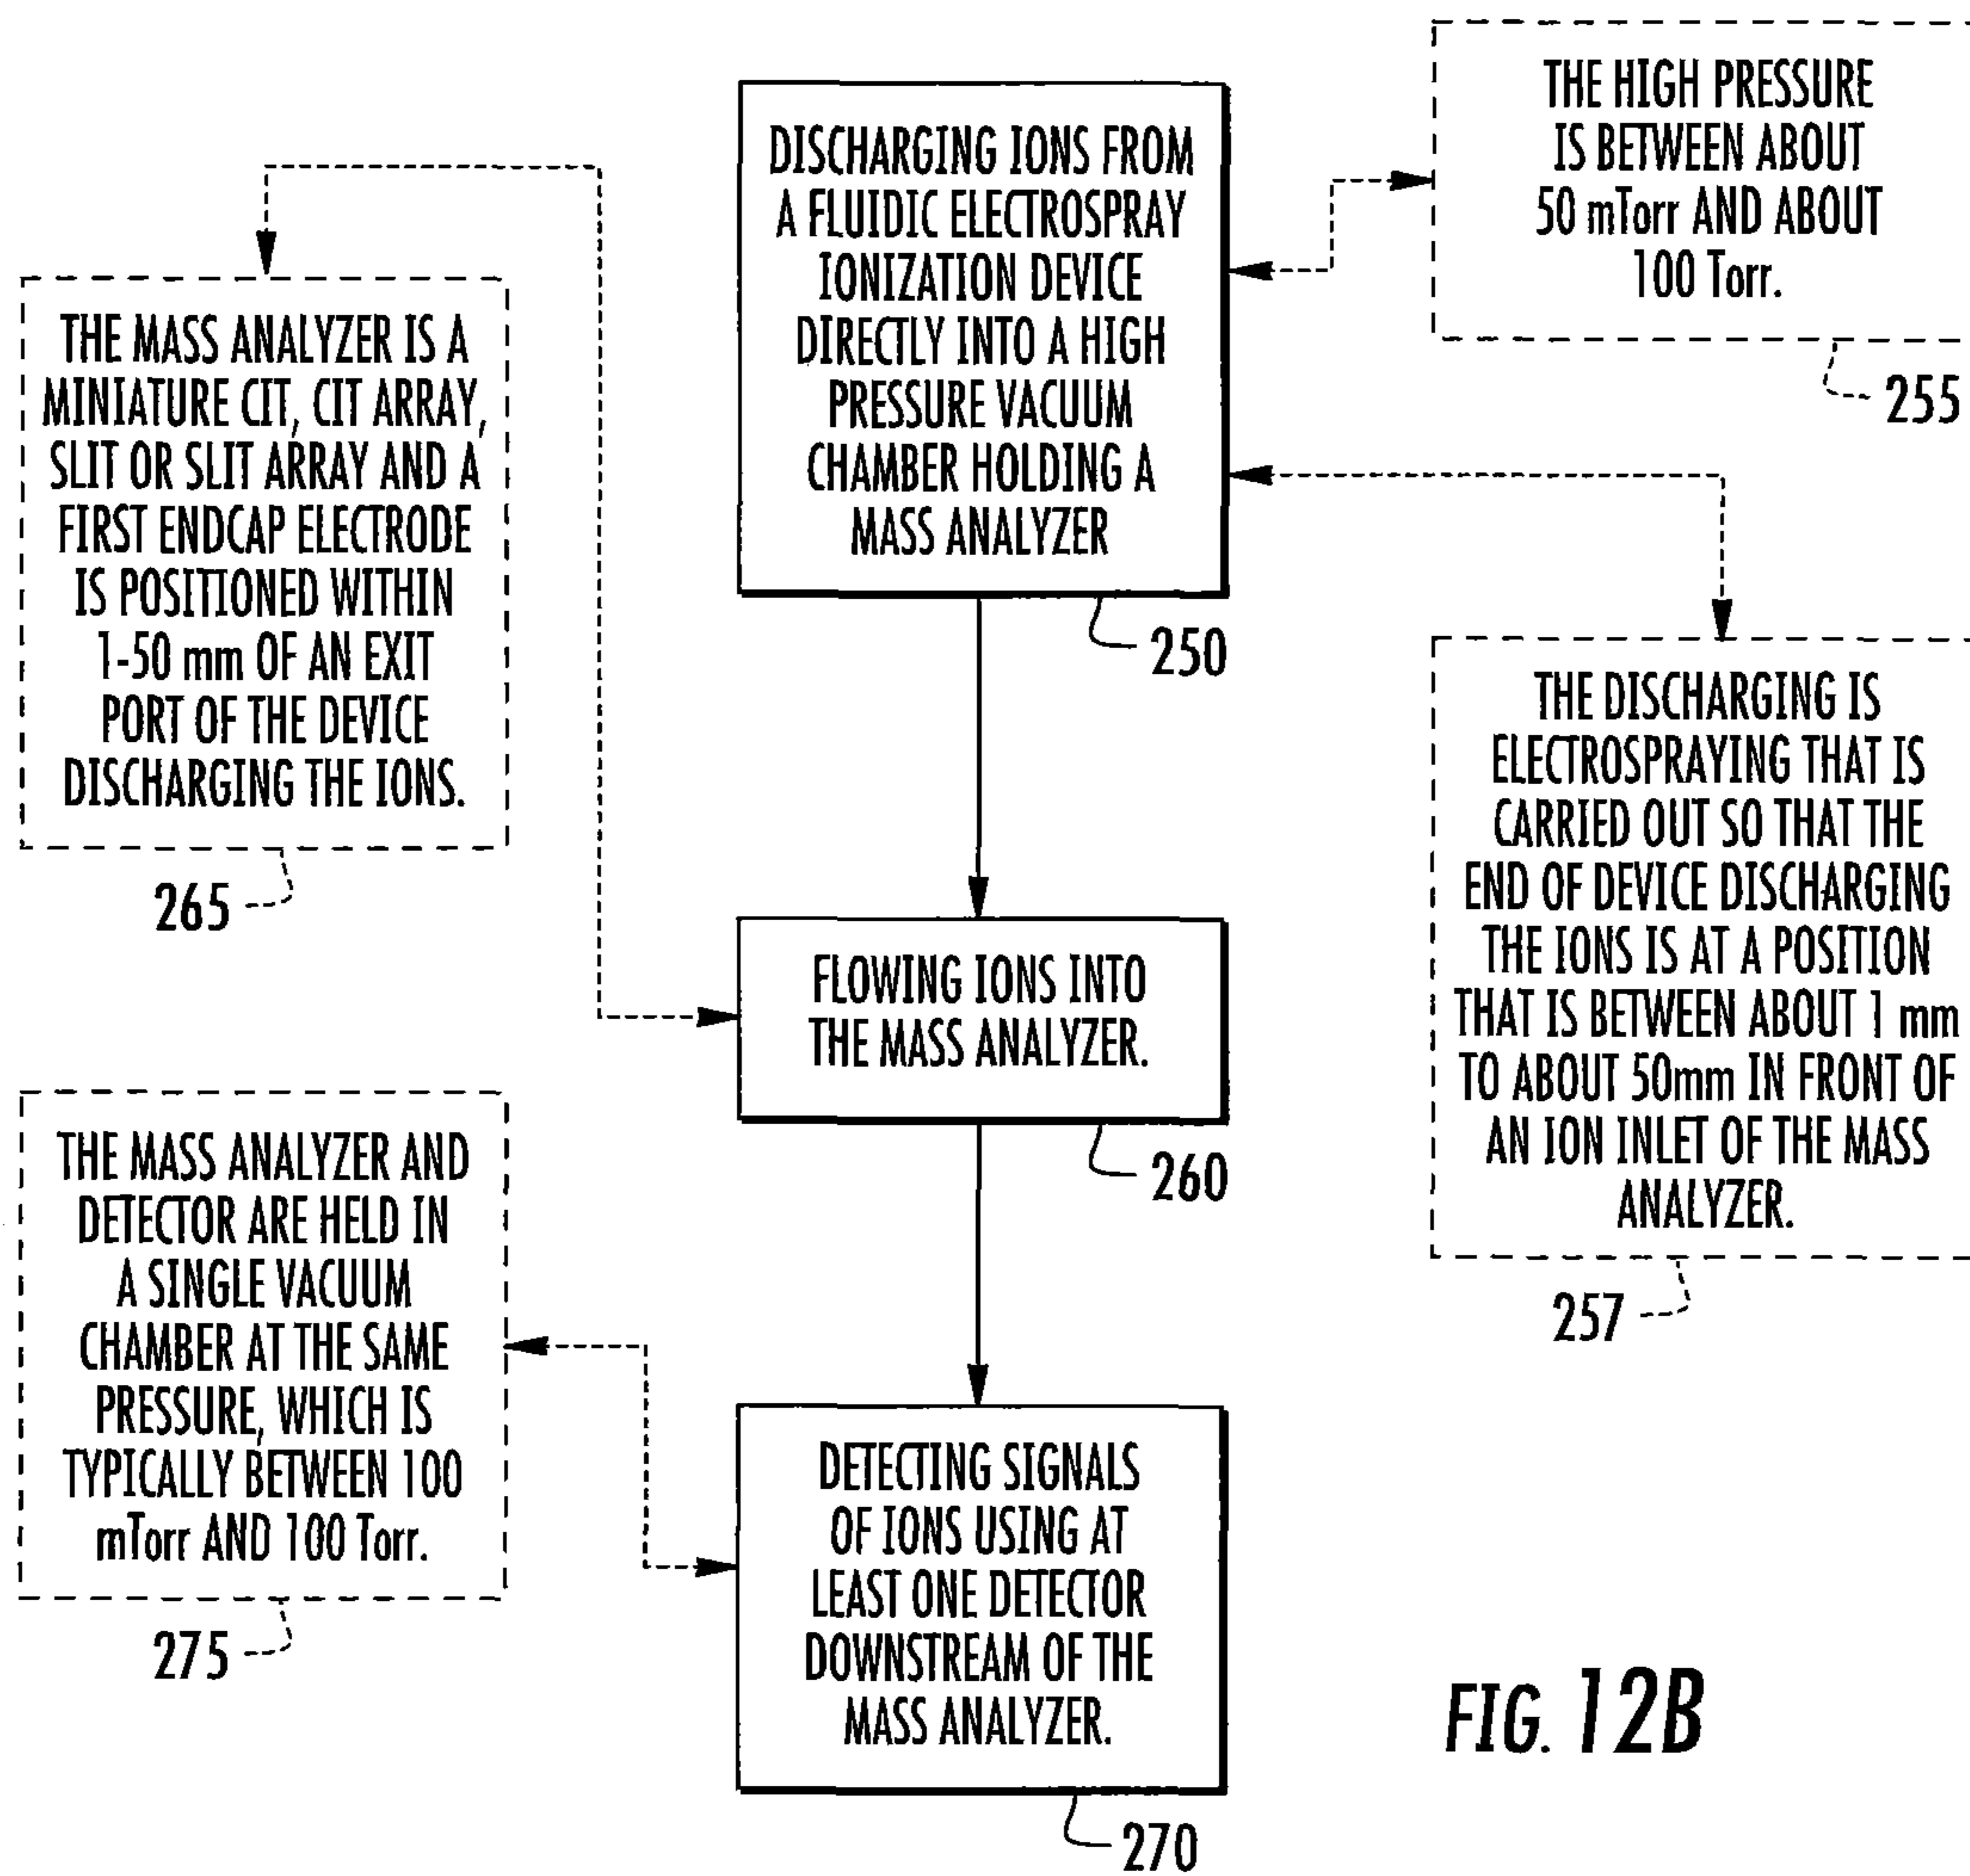 DISCHARGING IONS FROM
A FLUIDIC ELECTROSPRAY
IONIZATION DEVICE
DIRECTLY INTO A HIGH
PRESSURE VACUUM
CHAMBER HOLDING A
MASS ANALYZER
250
THE HIGH PRESSURE
IS BETWEEN ABOUT
50 mTorr AND ABOUT
100 Torr.
255
THE DISCHARGING IS
ELECTROSPRAYING THAT IS
CARRIED OUT SO THAT THE
END OF DEVICE DISCHARGING
THE IONS IS AT A POSITION
THAT IS BETWEEN ABOUT 1 mm
TO ABOUT 50mm IN FRONT OF
AN ION INLET OF THE MASS
ANALYZER.
257
THE MASS ANALYZER IS A
MINIATURE CIT, CIT ARRAY,
SLIT OR SLIT ARRAY AND A
FIRST ENDCAP ELECTRODE
IS POSITIONED WITHIN
1-50 mm OF AN EXIT
PORT OF THE DEVICE
DISCHARGING THE IONS.
265
FLOWING IONS INTO
THE MASS ANALYZER.
260
THE MASS ANALYZER AND
DETECTOR ARE HELD IN
A SINGLE VACUUM
CHAMBER AT THE SAME
PRESSURE, WHICH IS
TYPICALLY BETWEEN 100
mTorr AND 100 Torr.
275
DETECTING SIGNALS
OF IONS USING AT
LEAST ONE DETECTOR
DOWNSTREAM OF THE
MASS ANALYZER.
270
FIG. 12B